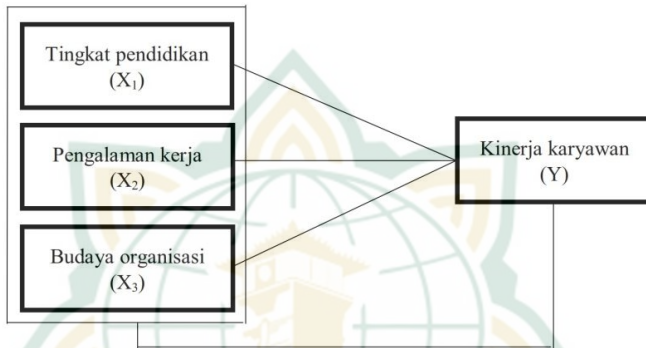 Tingkat pendidikan
(X₁)
Pengalaman kerja
(X₂)
Budaya organisasi
(X₃)
Kinerja karyawan
(Y)